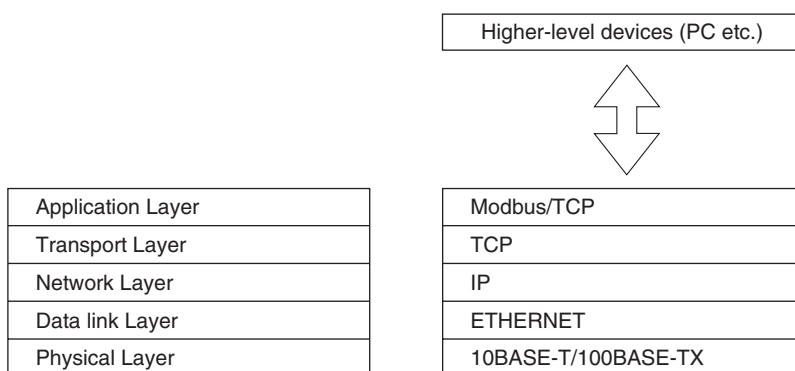 Higher-level devices (PC etc.)
Application Layer
Modbus/TCP
Transport Layer
TCP
Network Layer
IP
Data link Layer
ETHERNET
Physical Layer
10BASE-T/100BASE-TX